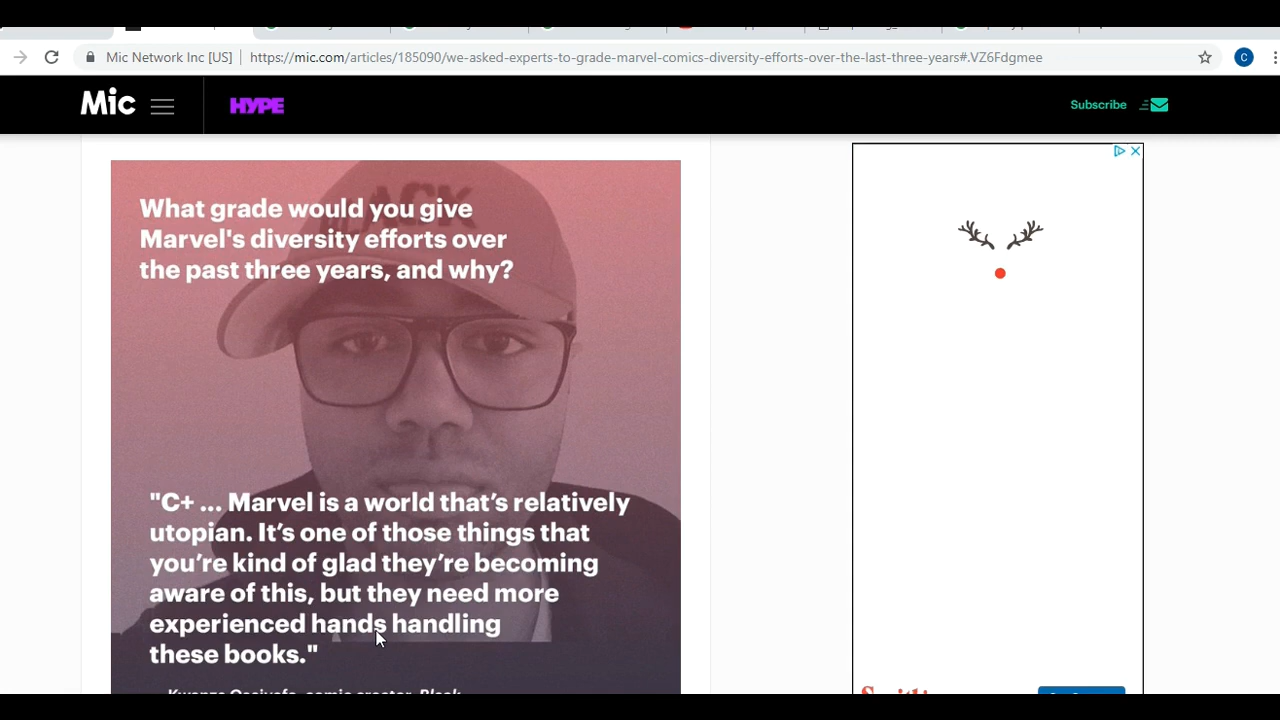 Mic Network Inc [US]
https://mic.com/articles/185090/we-asked-experts-to-grade-marvel-comics-diversity-efforts-over-the-last-three-years#.VZ6Fdgmee
C
Mic
HYPE
Subscribe
What grade would you give
Marvel's diversity efforts over
the past three years, and why?
"C+ ... Marvel is a world that's relatively
utopian. It's one of those things that
you're kind of glad they're becoming
aware of this, but they need more
experienced hands handling
these books."